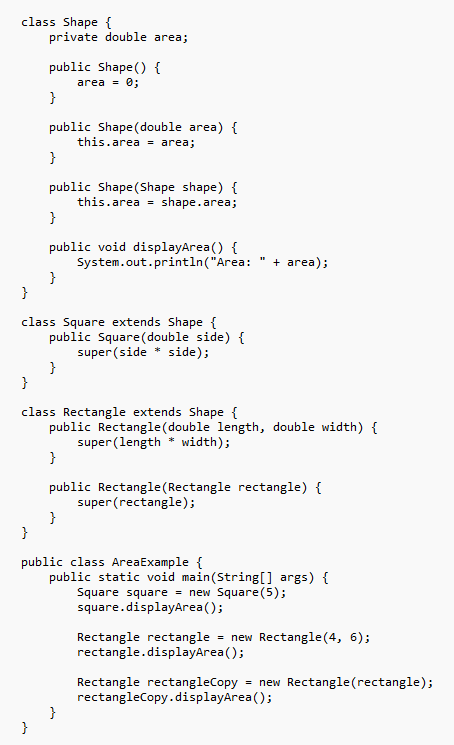 class Shape {
    private double area;

    public Shape() {
        area = 0;
    }

    public Shape(double area) {
        this.area = area;
    }

    public Shape(Shape shape) {
        this.area = shape.area;
    }

    public void displayArea() {
        System.out.println("Area: " + area);
    }
}

class Square extends Shape {
    public Square(double side) {
        super(side * side);
    }
}

class Rectangle extends Shape {
    public Rectangle(double length, double width) {
        super(length * width);
    }

    public Rectangle(Rectangle rectangle) {
        super(rectangle);
    }
}

public class AreaExample {
    public static void main(String[] args) {
        Square square = new Square(5);
        square.displayArea();

        Rectangle rectangle = new Rectangle(4, 6);
        rectangle.displayArea();

        Rectangle rectangleCopy = new Rectangle(rectangle);
        rectangleCopy.displayArea();
    }
}